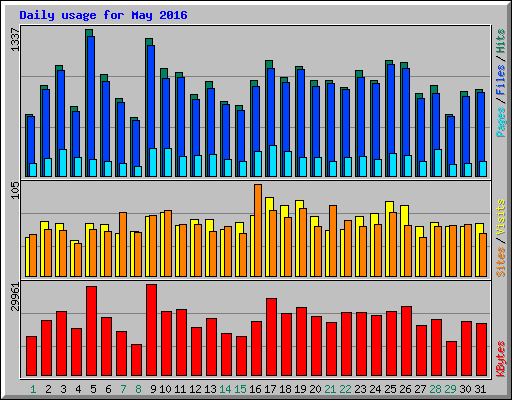 Daily usage for May 2016
1337
Pages / Files / Hits
105
Sites / Visits
29961
KBytes
1 2 3 4 5 6 7 8 9 10 11 12 13 14 15 16 17 18 19 20 21 22 23 24 25 26 27 28 29 30 31